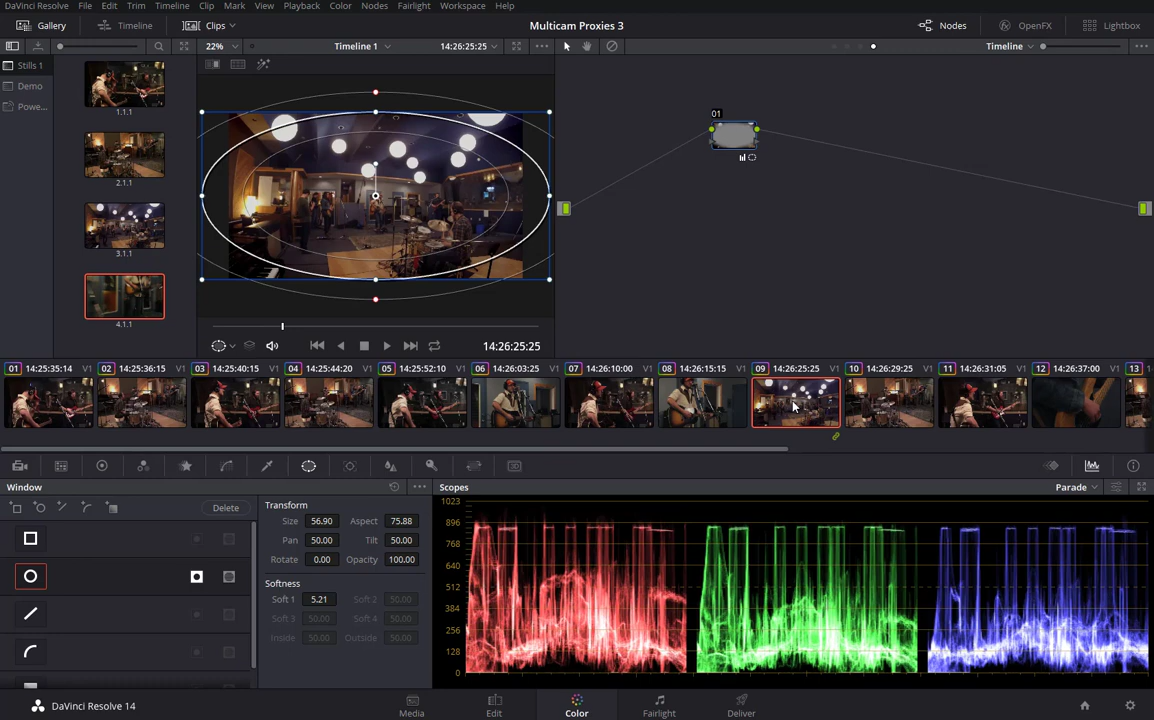 DaVinci Resolve File Edit Trim Timeline Clip Mark View Playback Color Nodes Fairlight Workspace Help
Gallery Timeline Clips Multicam Proxies 3 Nodes OpenFX Lightbox
22% Timeline 1 14:26:25:25 Timeline
Stills 1
Demo
Powe...
1.1.1
2.1.1
3.1.1
4.1.1
01
14:26:25:25
01 14:25:35:14 V1 02 14:25:36:15 V1 03 14:25:40:15 V1 04 14:25:44:20 V1 05 14:25:52:10 V1 06 14:26:03:25 V1 07 14:26:10:00 V1 08 14:26:15:15 V1 09 14:26:25:25 V1 10 14:26:29:25 V1 11 14:26:31:05 V1 12 14:26:37:00 V1 13
3D
Window
Delete
Transform
Size 56.90 Aspect 75.88
Pan 50.00 Tilt 50.00
Rotate 0.00 Opacity 100.00
Softness
Soft 1 5.21 Soft 2 50.00
Soft 3 50.00 Soft 4 50.00
Inside 50.00 Outside 50.00
Scopes Parade
1023
896
768
640
512
384
256
128
0
DaVinci Resolve 14 Media Edit Color Fairlight Deliver